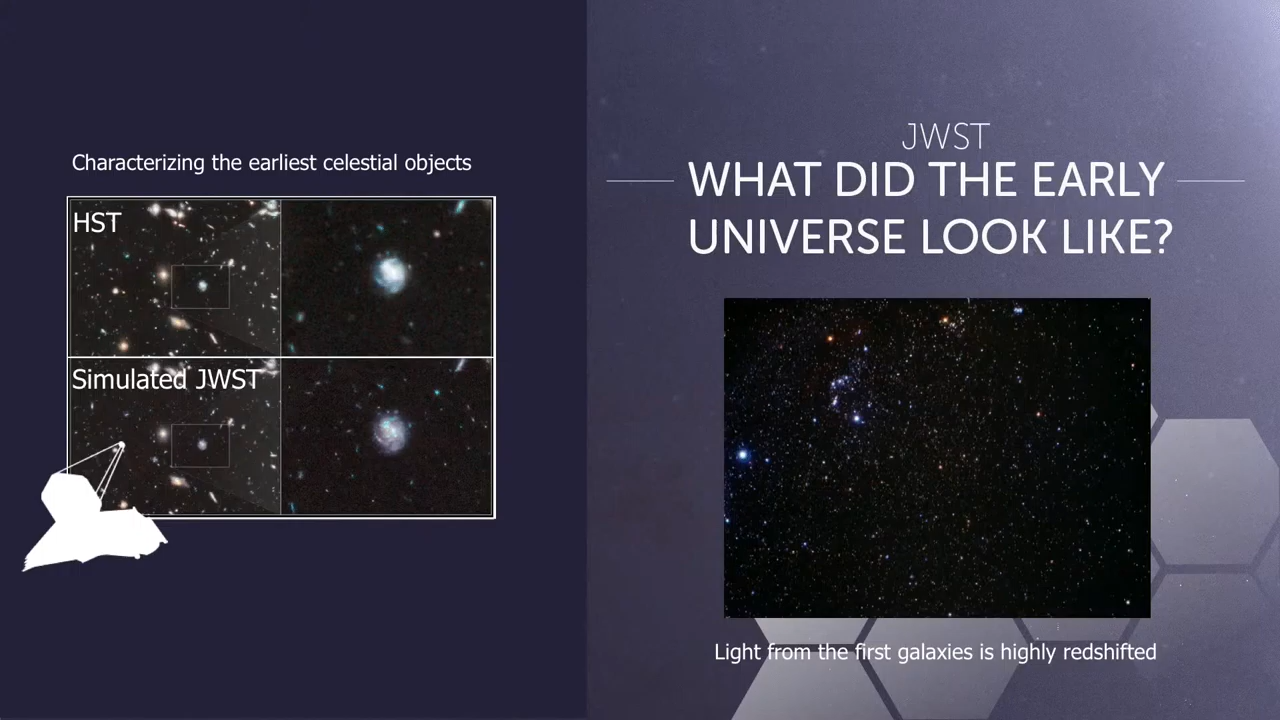 Characterizing the earliest celestial objects
HST
Simulated JWST
JWST
WHAT DID THE EARLY
UNIVERSE LOOK LIKE?
Light from the first galaxies is highly redshifted